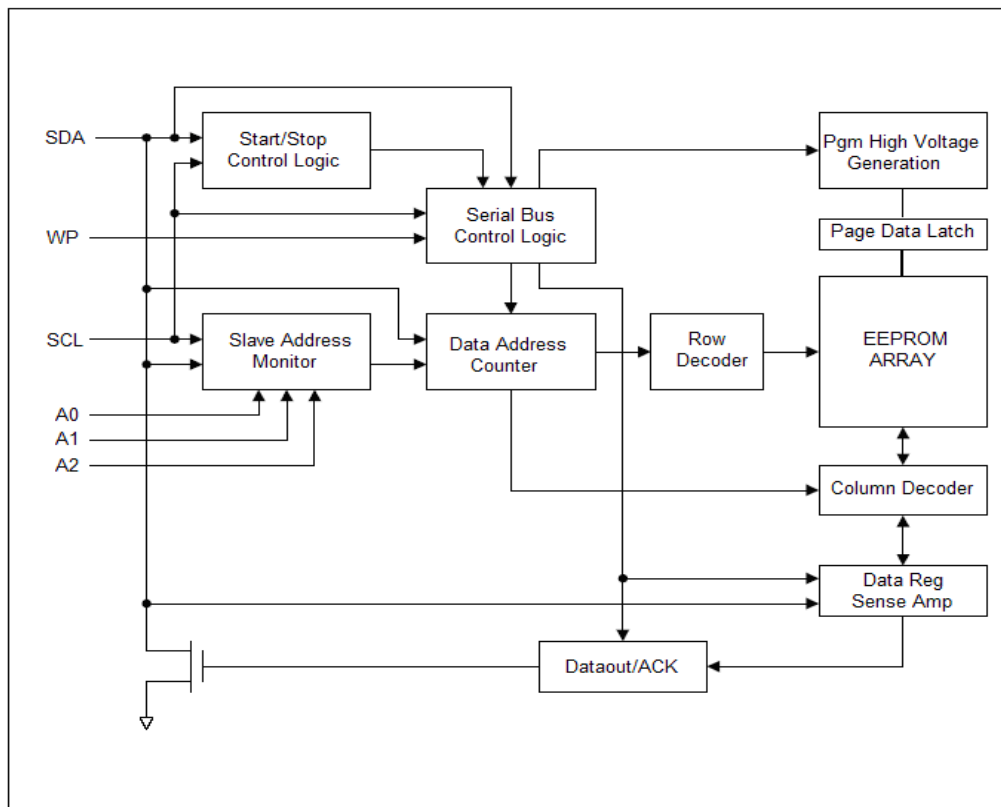 SDA
Start/Stop
Control Logic
Pgm High Voltage
Generation
WP
Serial Bus
Control Logic
Page Data Latch
SCL
Slave Address
Monitor
Data Address
Counter
Row
Decoder
EEPROM
ARRAY
A0
A1
A2
Column Decoder
Data Reg
Sense Amp
Dataout/ACK